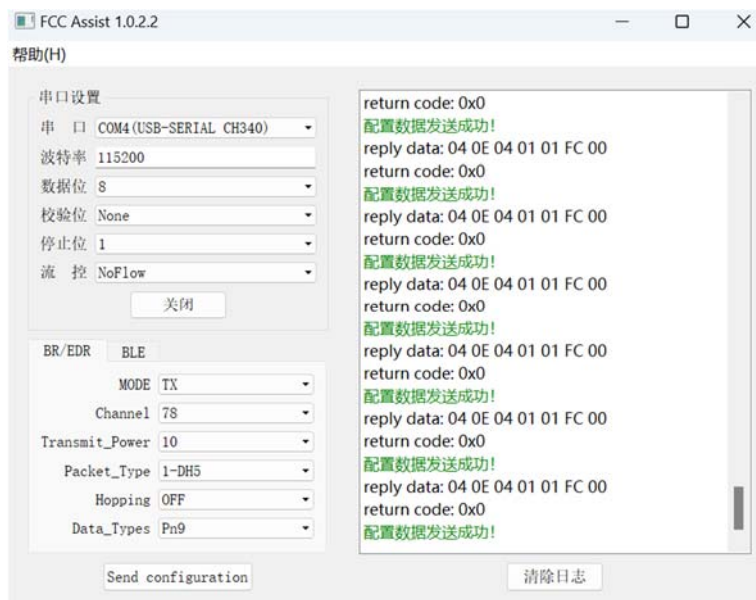 FCC Assist 1.0.2.2
帮助(H)
串口设置
串 口 COM4(USB-SERIAL CH340)
波特率 115200
数据位 8
校验位 None
停止位 1
流 控 NoFlow
关闭
BR/EDR BLE
MODE TX
Channel 78
Transmit_Power 10
Packet_Type 1-DH5
Hopping OFF
Data_Types Pn9
Send configuration
return code: 0x0
配置数据发送成功!
reply data: 04 0E 04 01 01 FC 00
return code: 0x0
配置数据发送成功!
reply data: 04 0E 04 01 01 FC 00
return code: 0x0
配置数据发送成功!
reply data: 04 0E 04 01 01 FC 00
return code: 0x0
配置数据发送成功!
reply data: 04 0E 04 01 01 FC 00
return code: 0x0
配置数据发送成功!
reply data: 04 0E 04 01 01 FC 00
return code: 0x0
配置数据发送成功!
reply data: 04 0E 04 01 01 FC 00
return code: 0x0
配置数据发送成功!
清除日志